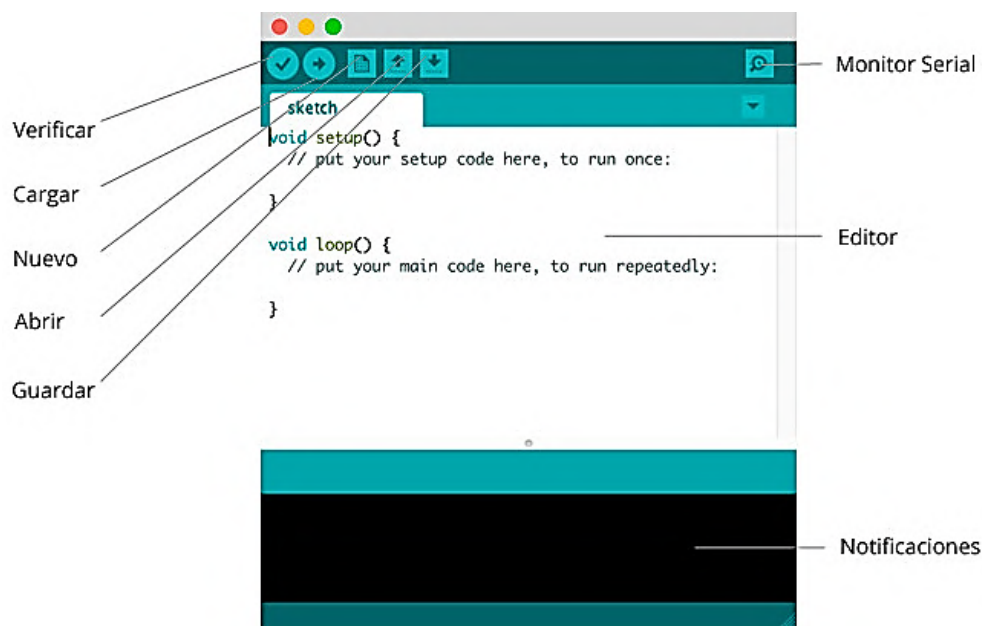 Monitor Serial
sketch
Verificar
void setup() {
// put your setup code here, to run once:
}
Cargar
Nuevo
void loop() {
// put your main code here, to run repeatedly:
}
Editor
Abrir
Guardar
Notificaciones